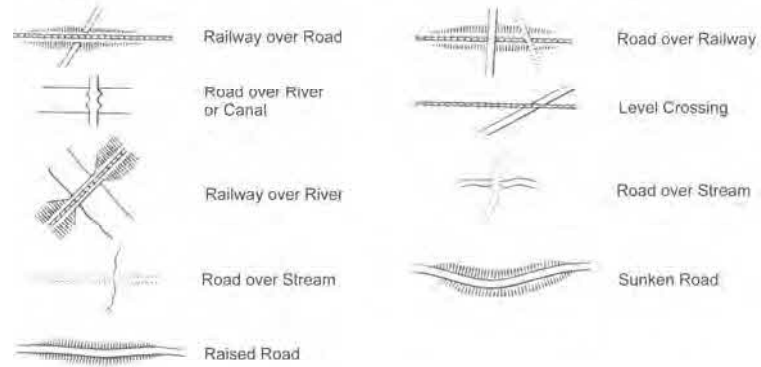 Railway over Road
Road over River
or Canal
Railway over River
Road over Stream
Raised Road
Road over Railway
Level Crossing
Road over Stream
Sunken Road